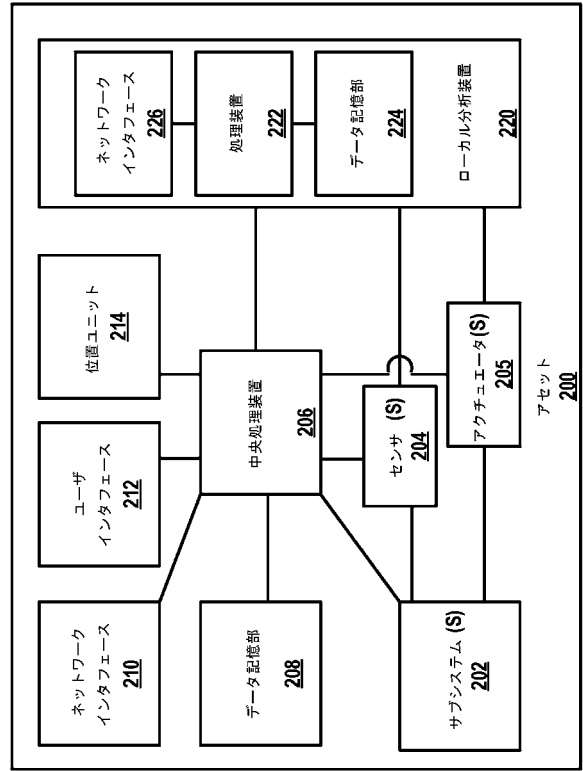 ネットワーク
インタフェース
210
ユーザ
インタフェース
212
位置ユニット
214
ネットワーク
インタフェース
226
処理装置
222
データ記憶部
224
ローカル分析装置
220
データ記憶部
208
中央処理装置
206
センサ(S)
204
サブシステム(S)
202
アクチュエータ(S)
205
アセット
200